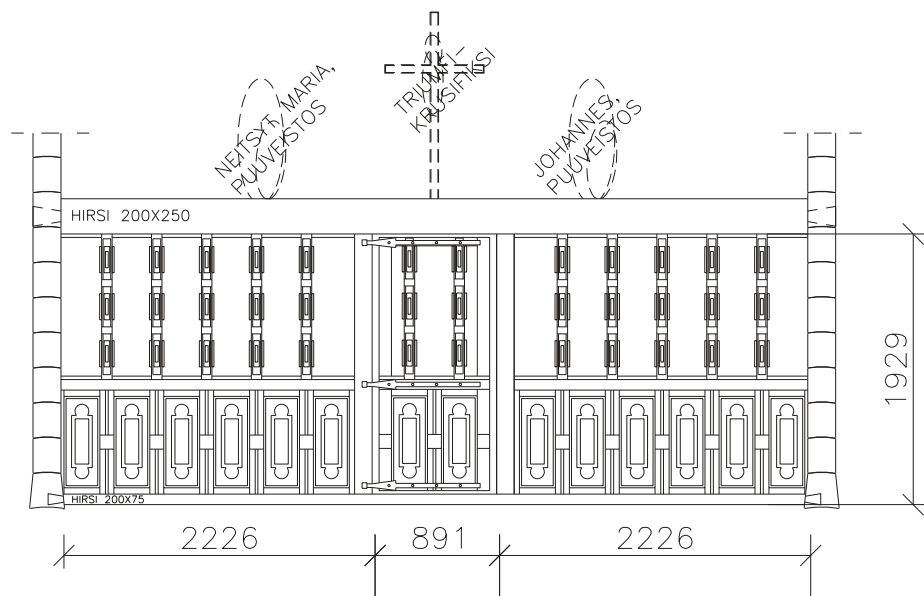 TRIUMFI-
KRUSIFIKSI
NEITSYT MARIA,
PUUVEISTOS
JOHANNES,
PUUVEISTOS
HIRSI 200X250
1929
HIRSI 200X75
2226
891
2226